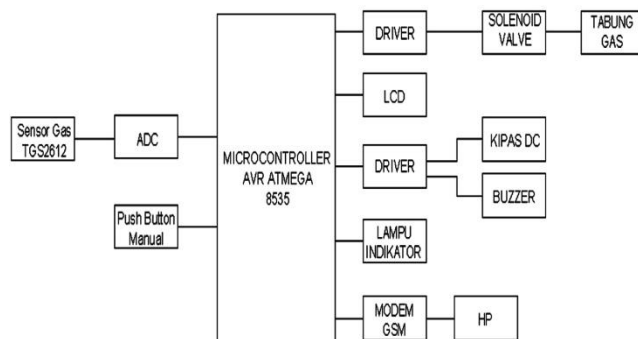 DRIVER
SOLENOID
VALVE
TABUNG
GAS
LCD
Sensor Gas
TGS2612
ADC
MICROCONTROLLER
AVR ATMEGA
8535
DRIVER
KIPAS DC
BUZZER
Push Button
Manual
LAMPU
INDIKATOR
MODEM
GSM
HP